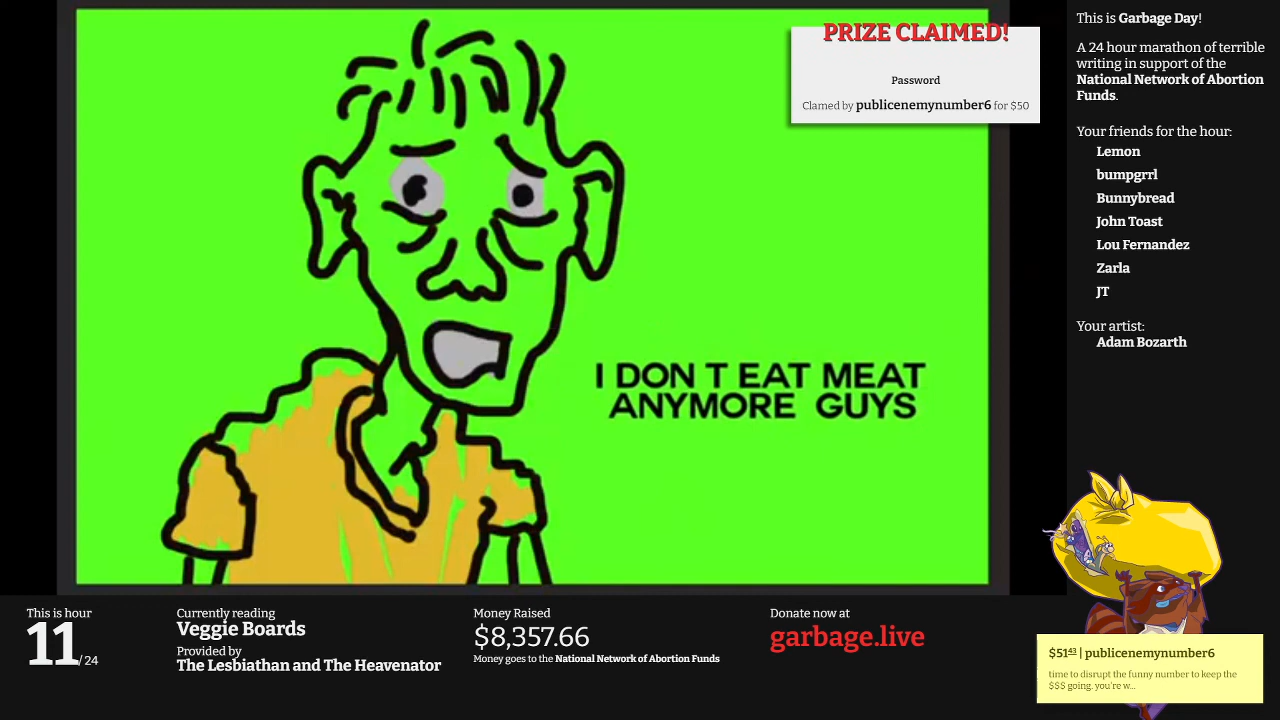 PRIZE CLAIMED!
Password
Clamed by publicenemynumber6 for $50
I DON T EAT MEAT
ANYMORE GUYS
This is Garbage Day!
A 24 hour marathon of terrible
writing in support of the
National Network of Abortion
Funds.
Your friends for the hour:
Lemon
bumpgrrl
Bunnybread
John Toast
Lou Fernandez
Zarla
JT
Your artist:
Adam Bozarth
This is hour
11/ 24
Currently reading
Veggie Boards
Provided by
The Lesbiathan and The Heavenator
Money Raised
$8,357.66
Money goes to the National Network of Abortion Funds
Donate now at
garbage.live
$51 43 | publicenemynumber6
time to disrupt the funny number to keep the
$$$ going. you're w...